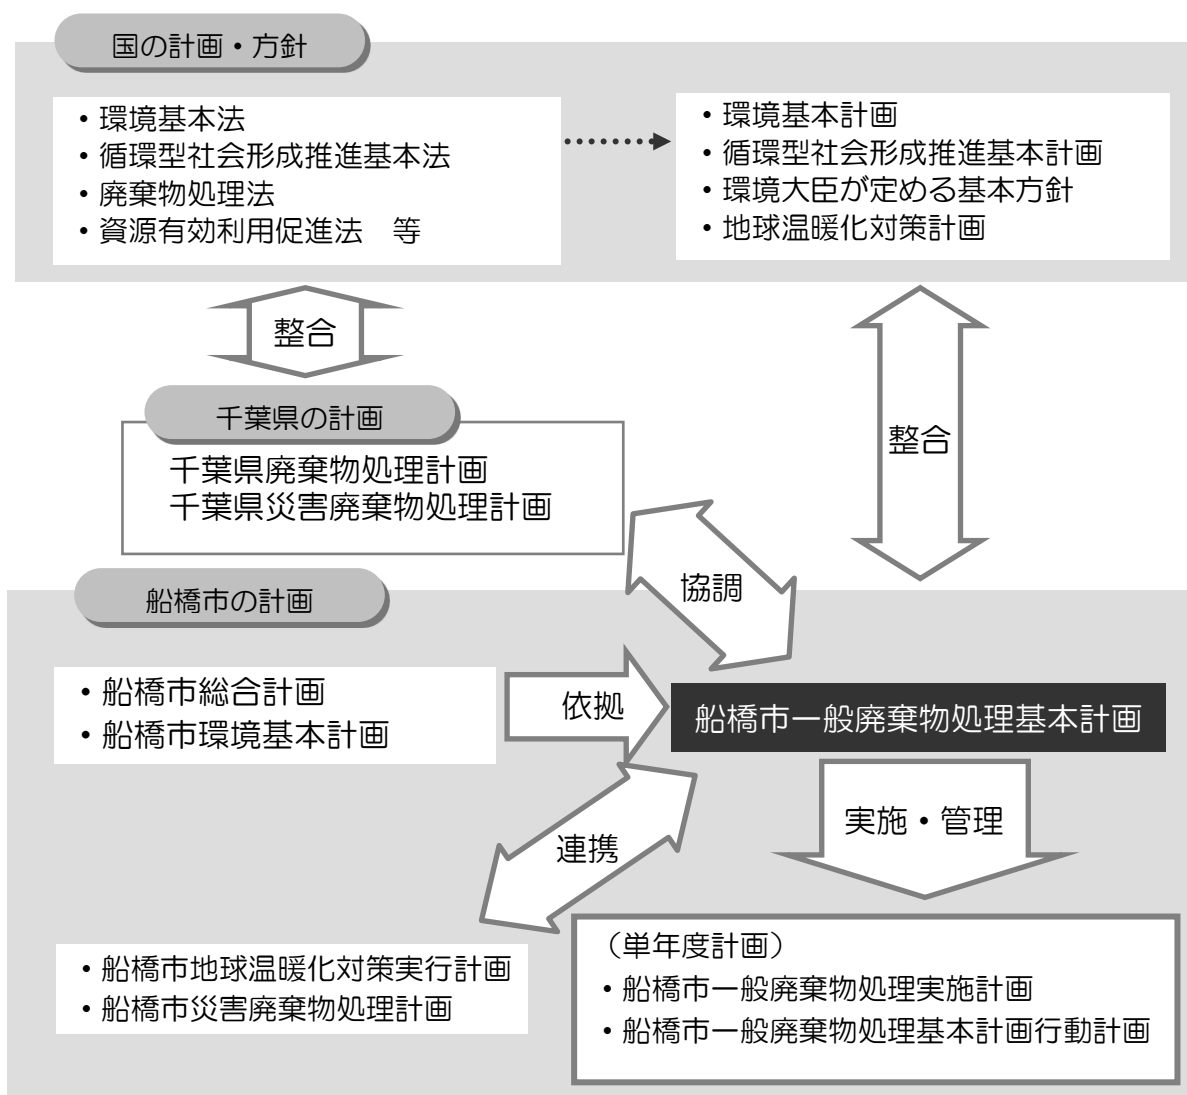 国の計画・方針
・環境基本法
・循環型社会形成推進基本法
・廃棄物処理法
・資源有効利用促進法　等
・環境基本計画
・循環型社会形成推進基本計画
・環境大臣が定める基本方針
・地球温暖化対策計画
整合
整合
千葉県の計画
千葉県廃棄物処理計画
千葉県災害廃棄物処理計画
協調
船橋市の計画
・船橋市総合計画
・船橋市環境基本計画
依拠
船橋市一般廃棄物処理基本計画
連携
実施・管理
・船橋市地球温暖化対策実行計画
・船橋市災害廃棄物処理計画
（単年度計画）
・船橋市一般廃棄物処理実施計画
・船橋市一般廃棄物処理基本計画行動計画